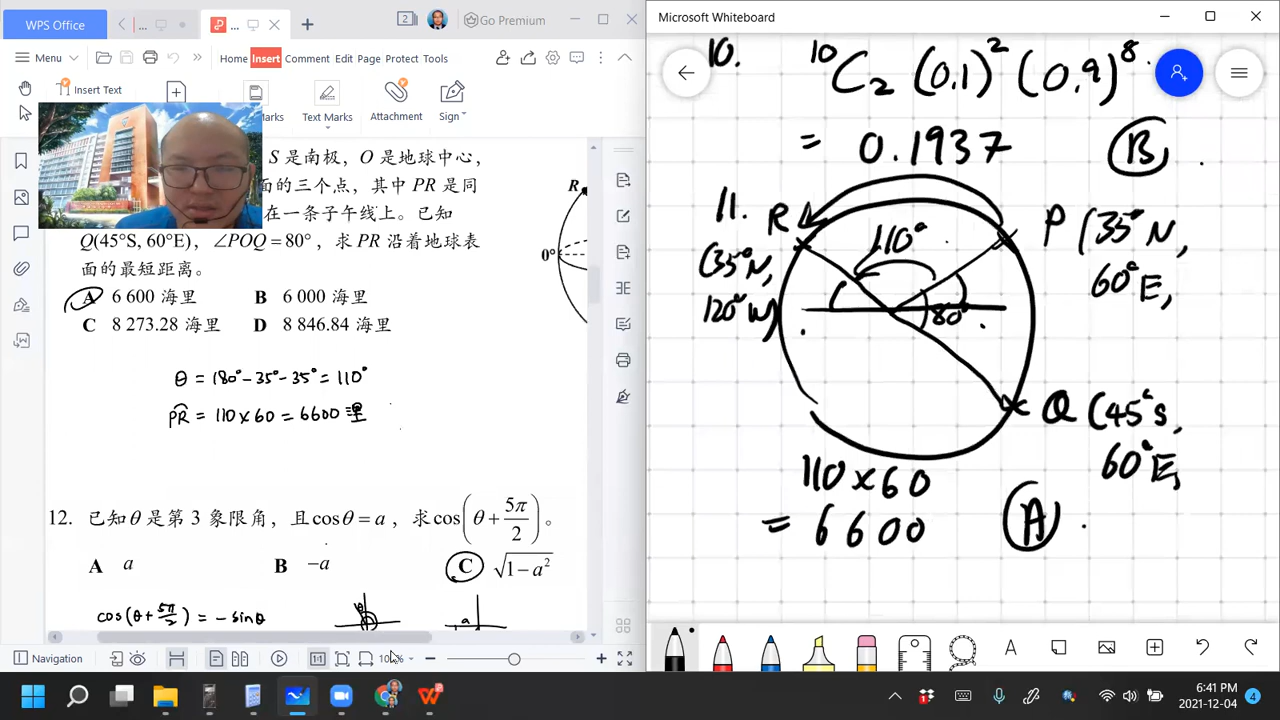 WPS Office
2
Go Premium
Menu
Home Insert Comment Edit Page Protect Tools
Insert Text
Text Marks
Attachment
Sign
S 是南极，O 是地球中心，
面的三个点，其中 PR 是同
在一条子午线上。已知
Q(45°S, 60°E)，∠POQ = 80°，求 PR 沿着地球表
面的最短距离。
R
0°
A 6 600 海里 B 6 000 海里
C 8 273.28 海里 D 8 846.84 海里
θ = 180° - 35° - 35° = 110°
PR = 110 × 60 = 6600 里
12. 已知 θ 是第 3 象限角，且 cos θ = a，求 cos(θ + 5π/2)。
A a B -a C √1-a²
cos(θ + 5π/2) = - sinθ
a
Navigation
Microsoft Whiteboard
10. ¹⁰C₂ (0.1)² (0.9)⁸.
= 0.1937 B .
11. R
(35°N,
120°W)
110°
80°
P (35°N,
60°E,
Q (45°S,
60°E,
110 × 60
= 6600 A .
6:41 PM
2021-12-04
4